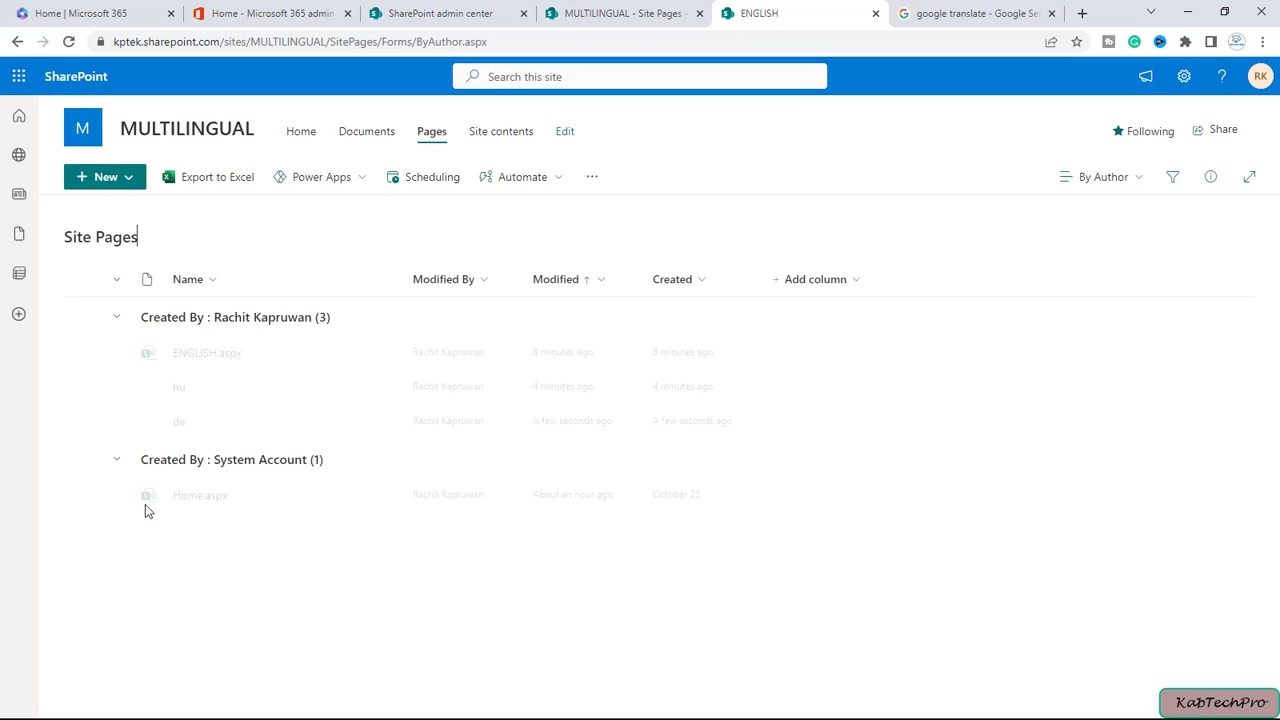 Home | Microsoft 365
Home - Microsoft 365 admin
SharePoint admin center
MULTILINGUAL - Site Pages -
ENGLISH
google translate - Google Se
kptek.sharepoint.com/sites/MULTILINGUAL/SitePages/Forms/ByAuthor.aspx
SharePoint
Search this site
RK
M
MULTILINGUAL
Home
Documents
Pages
Site contents
Edit
Following
Share
New
Export to Excel
Power Apps
Scheduling
Automate
By Author
Site Pages
Name
Modified By
Modified
Created
Add column
Created By : Rachit Kapruwan (3)
ENGLISH.aspx Rachit Kapruwan 8 minutes ago 8 minutes ago
hu Rachit Kapruwan 4 minutes ago 4 minutes ago
de Rachit Kapruwan A few seconds ago A few seconds ago
Created By : System Account (1)
Home.aspx Rachit Kapruwan About an hour ago October 22
KabTechPro